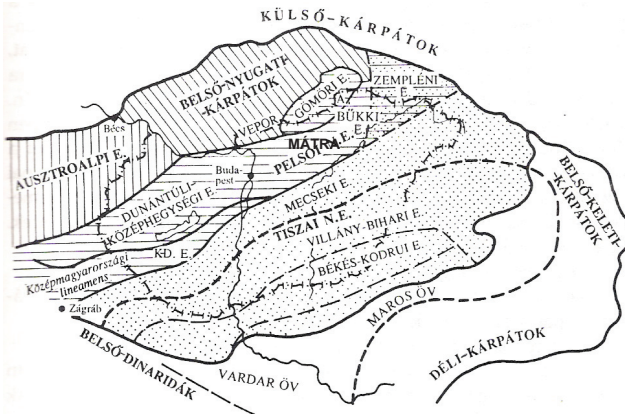 KÜLSŐ-KÁRPÁTOK
BELSŐ-NYUGATI-
-KÁRPÁTOK
ZEMPLÉNI
E.
GÖMÖRI E.
BÜKKI
E.
VEPOR
MÁTRA
Bécs
AUSZTROALPI E.
PELSOI
E.
Buda-
pest
DUNÁNTÚLI-
KÖZÉPHEGYSÉGI E.
MECSEKI E.
TISZAI N.E.
VILLÁNY-BIHARI E.
BELSŐ-KELETI-
-KÁRPÁTOK
K-D. E.
BÉKÉS-KODRUI E.
Középmagyarországi
lineamens
Zágráb
MAROS ÖV
BELSŐ-DINARIDÁK
VARDAR ÖV
DÉLI-KÁRPÁTOK